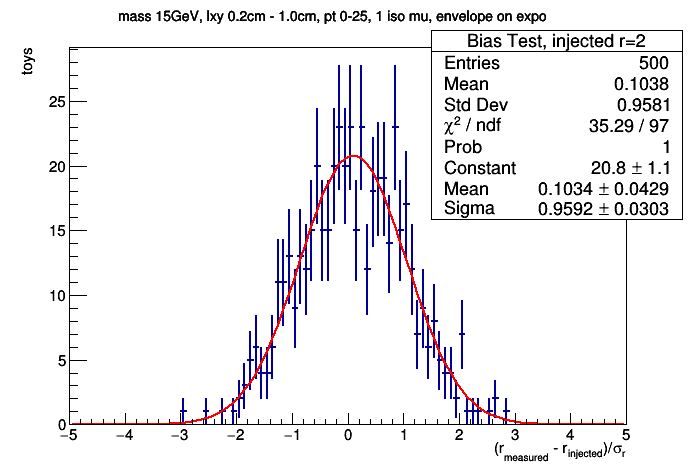 mass 15GeV, lxy 0.2cm - 1.0cm, pt 0-25, 1 iso mu, envelope on expo
Bias Test, injected r=2
Entries 500
Mean 0.1038
Std Dev 0.9581
χ² / ndf 35.29 / 97
Prob 1
Constant 20.8 ± 1.1
Mean 0.1034 ± 0.0429
Sigma 0.9592 ± 0.0303
toys
25
20
15
10
5
0
−5 −4 −3 −2 −1 0 1 2 3 4 5
(r_measured - r_injected)/σ_r